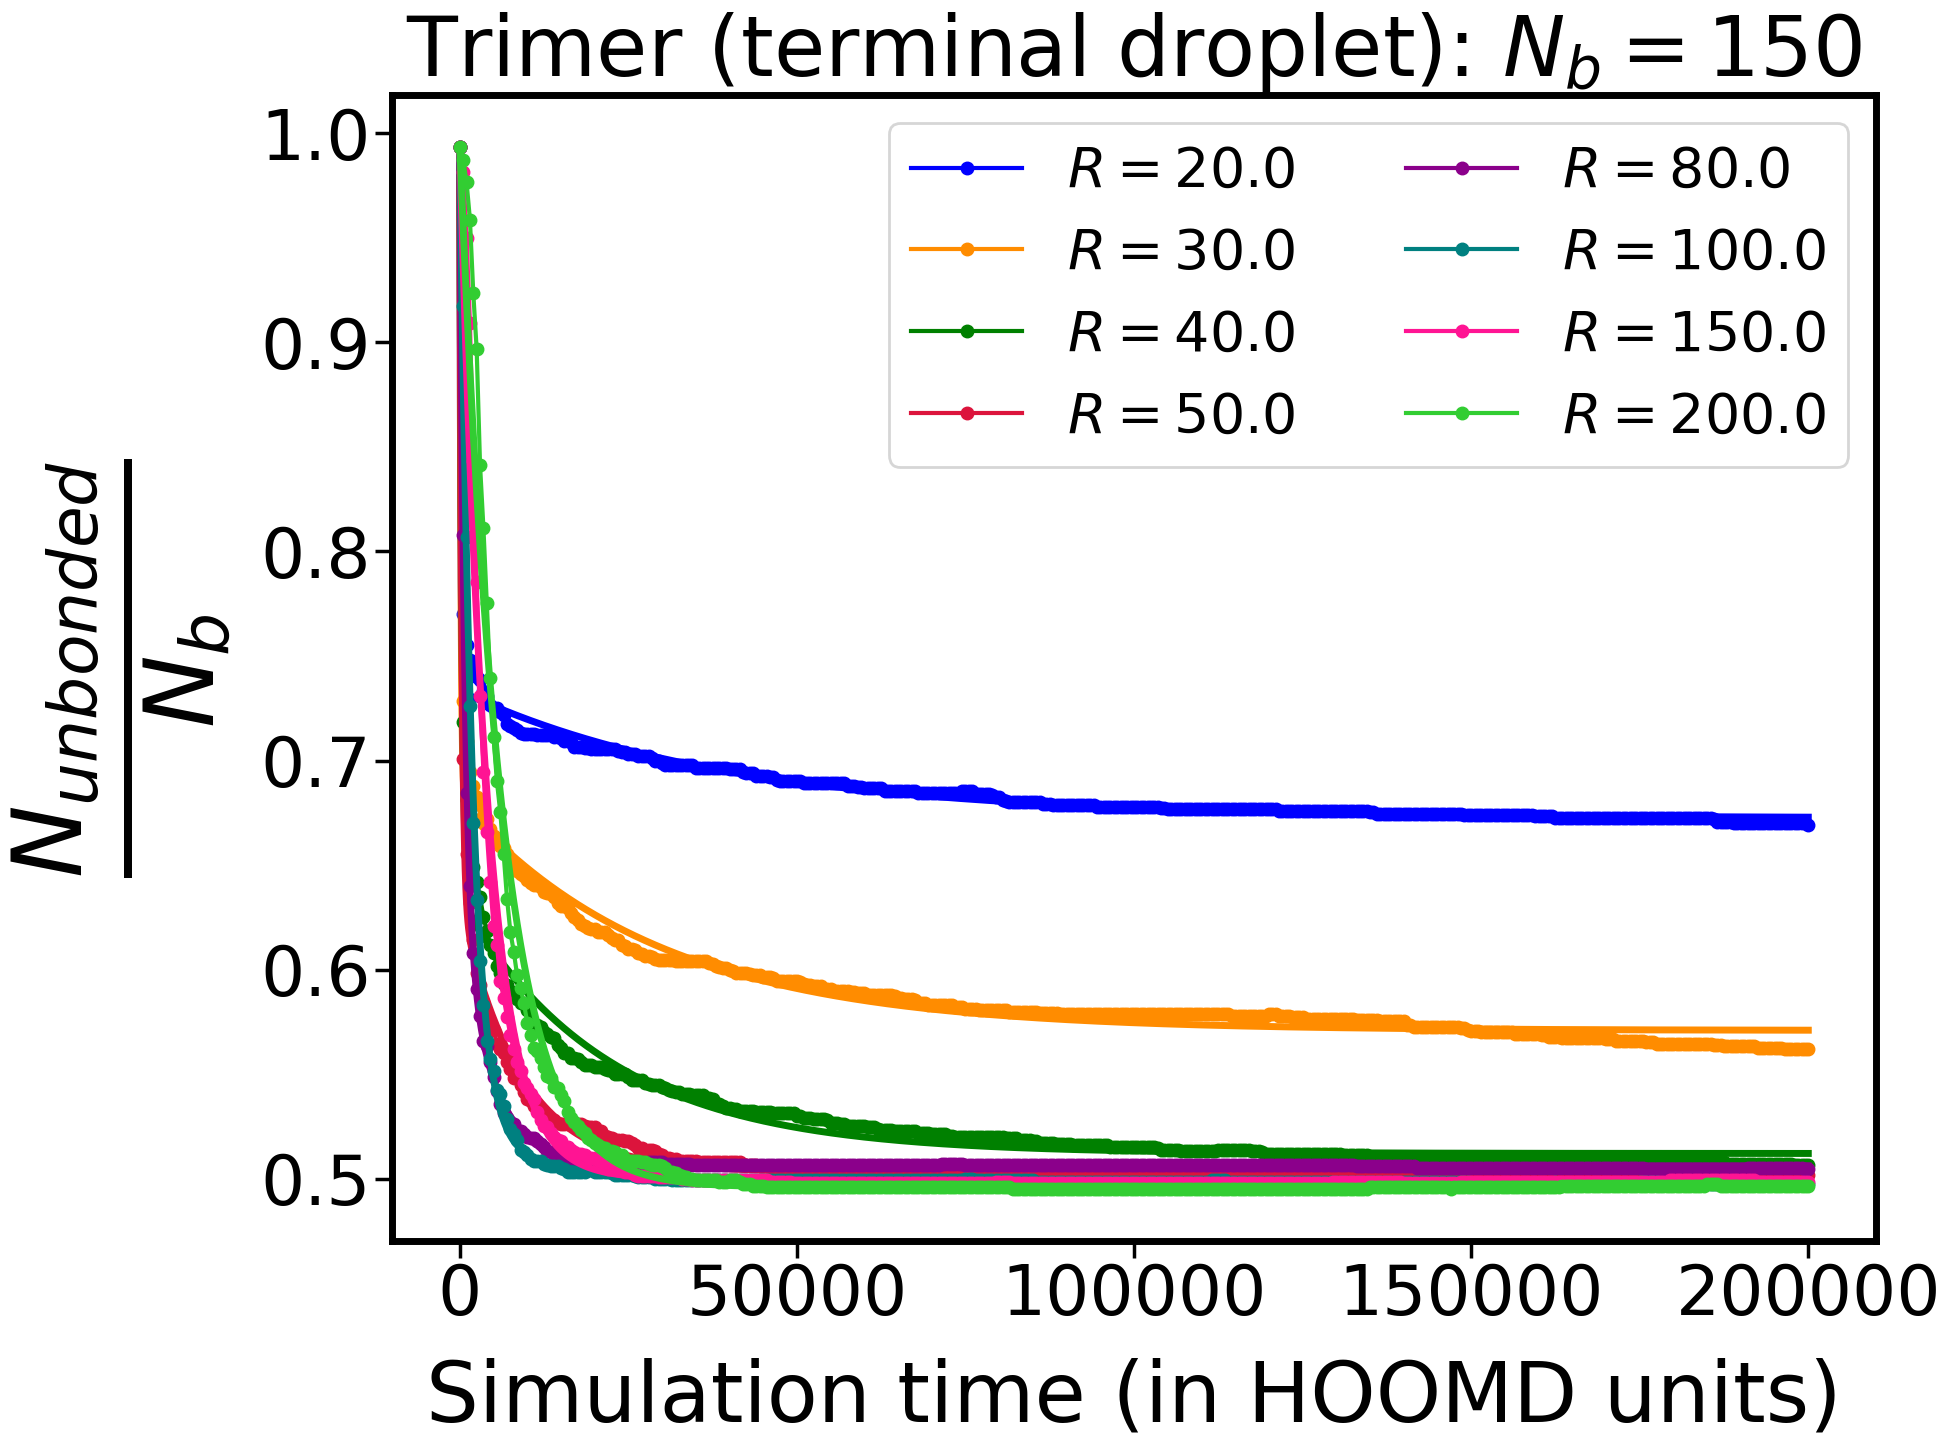 Trimer (terminal droplet): N_b = 150
N_unbonded
N_b
1.0
0.9
0.8
0.7
0.6
0.5
R = 20.0
R = 30.0
R = 40.0
R = 50.0
R = 80.0
R = 100.0
R = 150.0
R = 200.0
0 50000 100000 150000 200000
Simulation time (in HOOMD units)